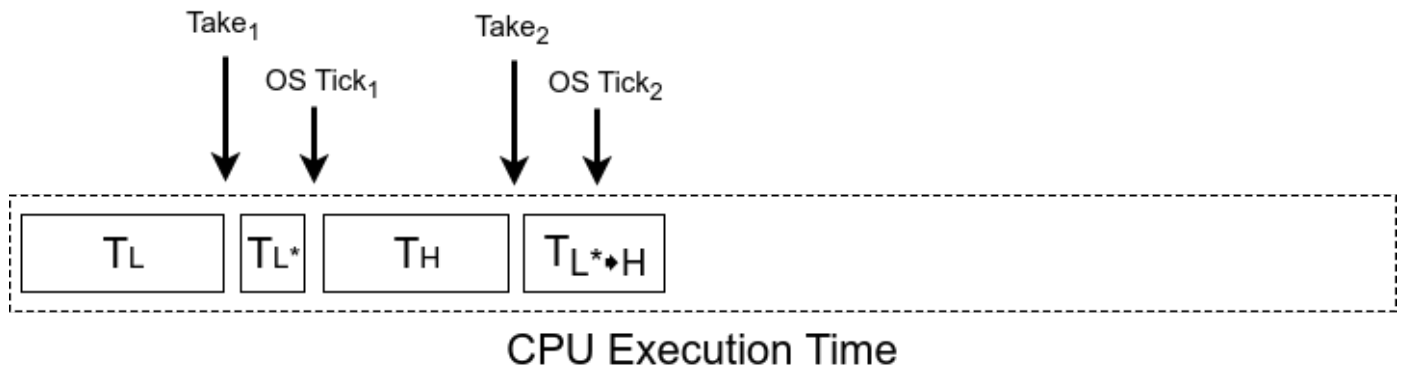 Take₁
Take₂
OS Tick₁
OS Tick₂
TL
TL*
TH
TL*➧H
CPU Execution Time